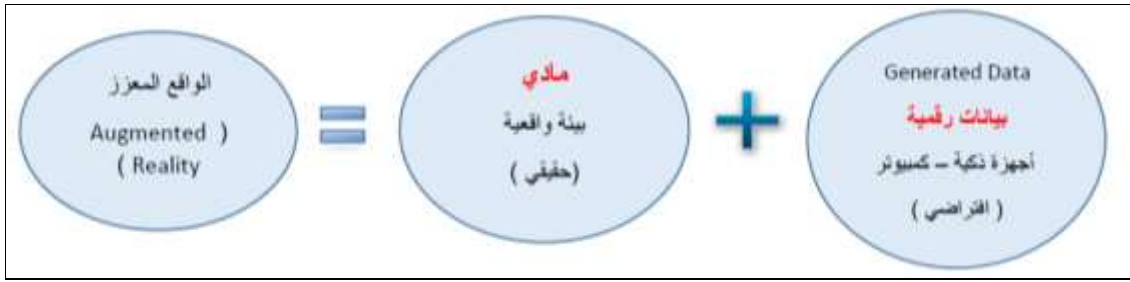 Generated Data
بيانات رقمية
أجهزة ذكية – كمبيوتر
( افتراضي )
+
مادي
بيئة واقعية
(حقيقي )
=
الواقع المعزز
Augmented )
( Reality